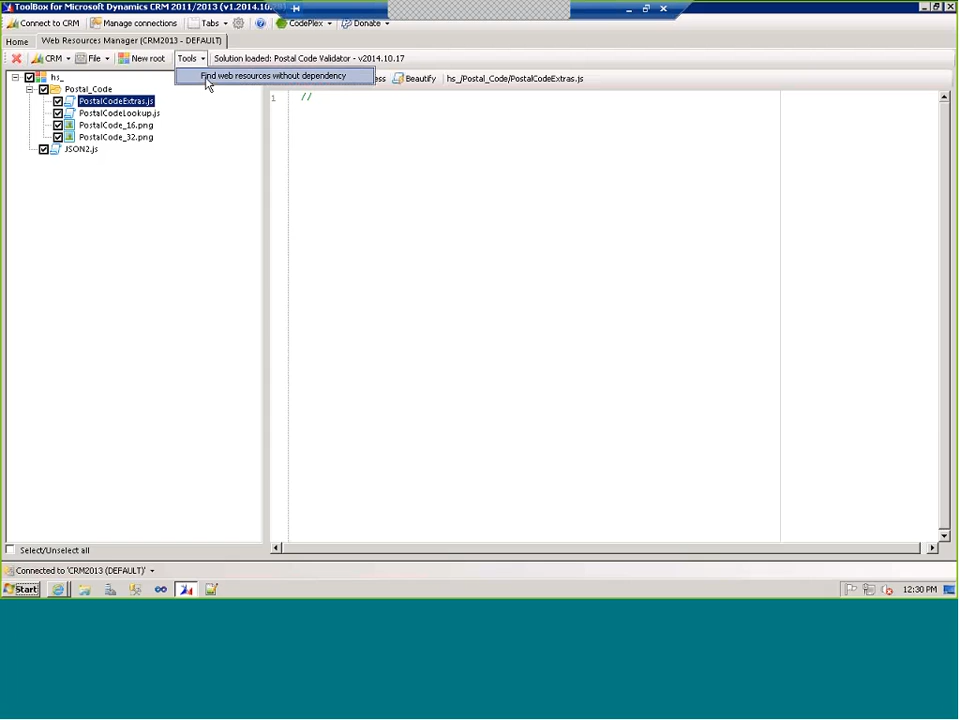 ToolBox for Microsoft Dynamics CRM 2011/2013 (v1.2014.10.
Connect to CRM Manage connections Tabs CodePlex Donate
Home Web Resources Manager (CRM2013 - DEFAULT)
CRM File New root Tools Solution loaded: Postal Code Validator - v2014.10.17
Find web resources without dependency
Beautify hs_/Postal_Code/PostalCodeExtras.js
hs_
Postal_Code
PostalCodeExtras.js
PostalCodeLookup.js
PostalCode_16.png
PostalCode_32.png
JSON2.js
1 //
Select/Unselect all
Connected to 'CRM2013 (DEFAULT)'
Start 12:30 PM